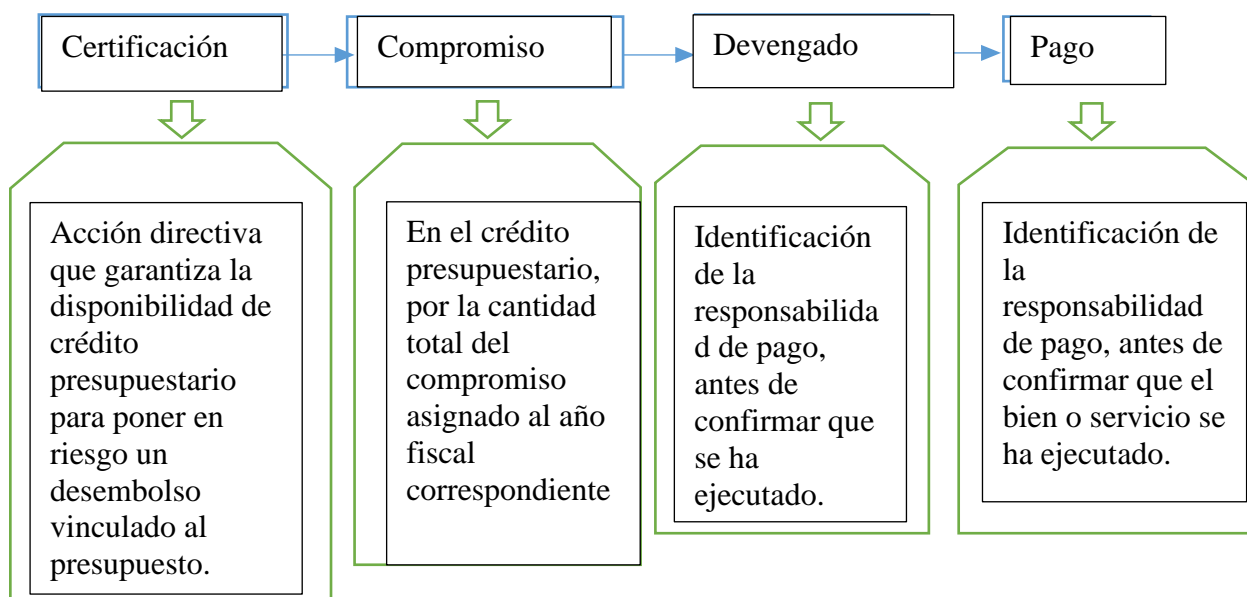 Certificación
Compromiso
Devengado
Pago
Acción directiva
que garantiza la
disponibilidad de
crédito
presupuestario
para poner en
riesgo un
desembolso
vinculado al
presupuesto.
En el crédito
presupuestario,
por la cantidad
total del
compromiso
asignado al año
fiscal
correspondiente
Identificación
de la
responsabilida
d de pago,
antes de
confirmar que
se ha
ejecutado.
Identificación de
la
responsabilidad
de pago, antes de
confirmar que el
bien o servicio se
ha ejecutado.